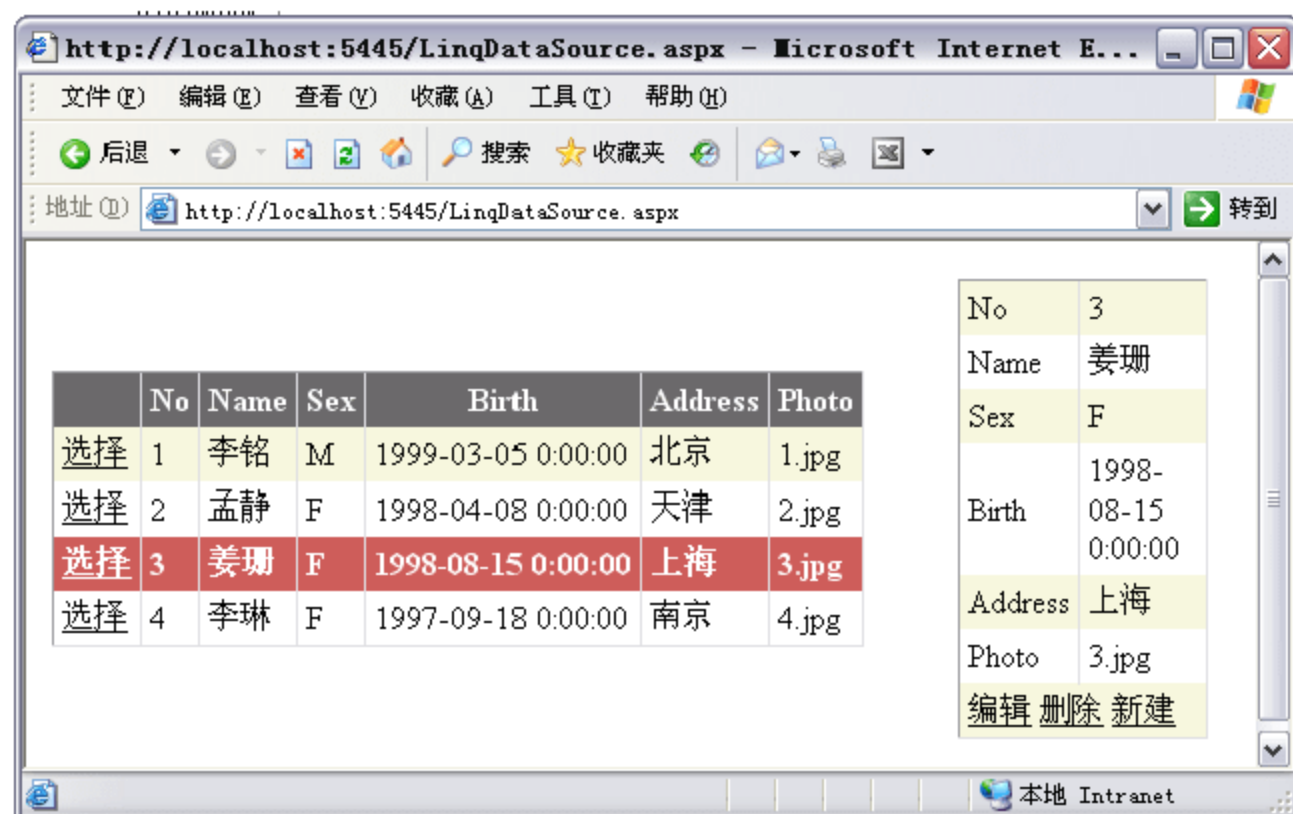 http://localhost:5445/LinqDataSource.aspx - Microsoft Internet E...
文件(F) 编辑(E) 查看(V) 收藏(A) 工具(T) 帮助(H)
后退 搜索 收藏夹
地址(D) http://localhost:5445/LinqDataSource.aspx 转到
No Name Sex Birth Address Photo
选择 1 李铭 M 1999-03-05 0:00:00 北京 1.jpg
选择 2 孟静 F 1998-04-08 0:00:00 天津 2.jpg
选择 3 姜珊 F 1998-08-15 0:00:00 上海 3.jpg
选择 4 李琳 F 1997-09-18 0:00:00 南京 4.jpg
No 3
Name 姜珊
Sex F
Birth 1998-
08-15
0:00:00
Address 上海
Photo 3.jpg
编辑 删除 新建
本地 Intranet